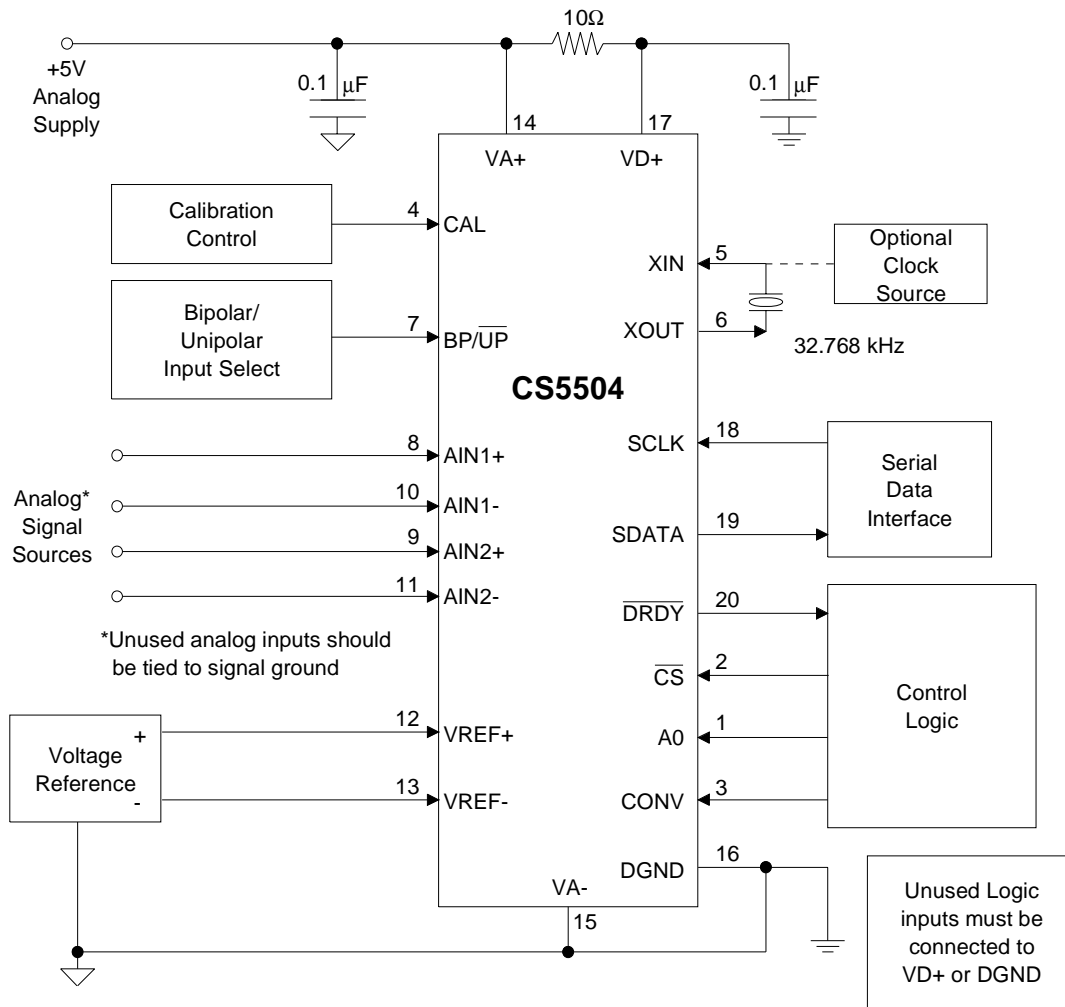 10Ω
+5V
Analog
Supply
0.1 µF
0.1 µF
14
17
VA+
VD+
Calibration
Control
4
CAL
Optional
Clock
Source
5
XIN
Bipolar/
Unipolar
Input Select
7
BP/U̅P̅
6
XOUT
32.768 kHz
CS5504
8
AIN1+
18
SCLK
Serial
Data
Interface
Analog*
Signal
Sources
10
AIN1-
9
AIN2+
19
SDATA
11
AIN2-
20
D̅R̅D̅Y̅
*Unused analog inputs should
be tied to signal ground
2
C̅S̅
Control
Logic
1
A0
12
VREF+
+
Voltage
Reference
-
13
VREF-
3
CONV
16
DGND
VA-
15
Unused Logic
inputs must be
connected to
VD+ or DGND